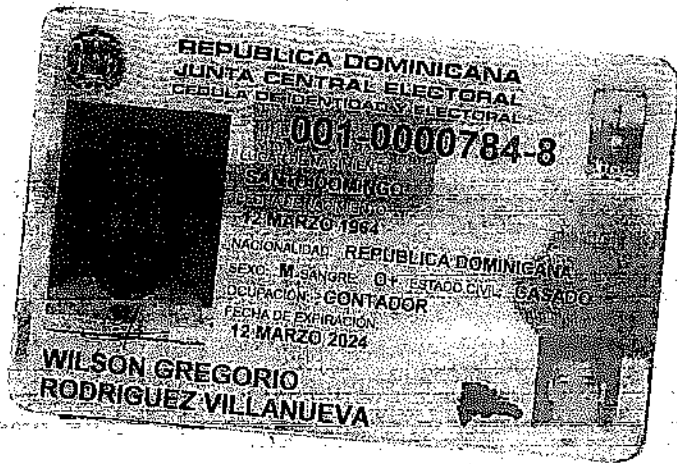 REPUBLICA DOMINICANA
JUNTA CENTRAL ELECTORAL
CEDULA DE IDENTIDAD Y ELECTORAL
001-0000784-8
LUGAR DE NACIMIENTO:
SANTO DOMINGO
FECHA DE NACIMIENTO:
12 MARZO 1964
NACIONALIDAD: REPUBLICA DOMINICANA
SEXO: M SANGRE: O+ ESTADO CIVIL: CASADO
OCUPACIÓN: CONTADOR
FECHA DE EXPIRACIÓN:
12 MARZO 2024
WILSON GREGORIO
RODRIGUEZ VILLANUEVA